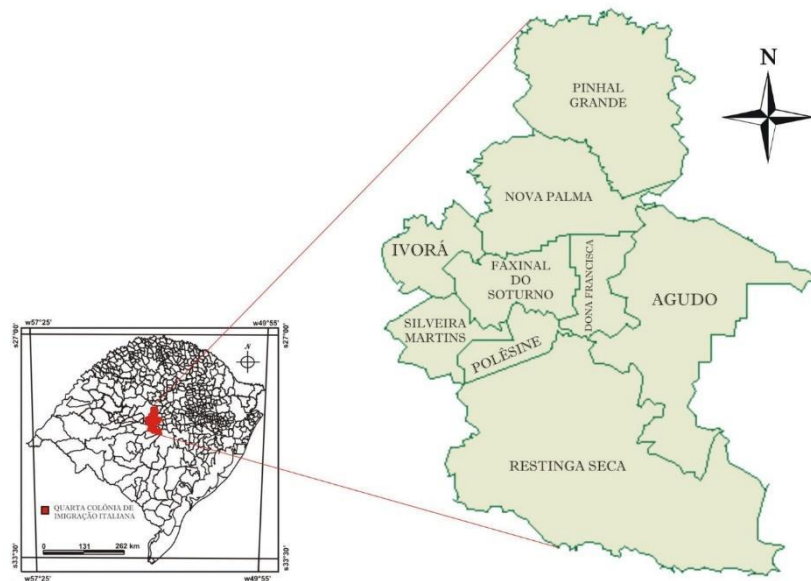 PINHAL
GRANDE
N
NOVA PALMA
IVORÁ
FAXINAL
DO
SOTURNO
DONA FRANCISCA
AGUDO
SILVEIRA
MARTINS
POLÊSINE
RESTINGA SECA
w57°25'
w49°55'
s27°00'
s27°00'
N
QUARTA COLÔNIA DE
IMIGRAÇÃO ITALIANA
0 131 262 km
s33°30'
s33°30'
w57°25'
w49°55'